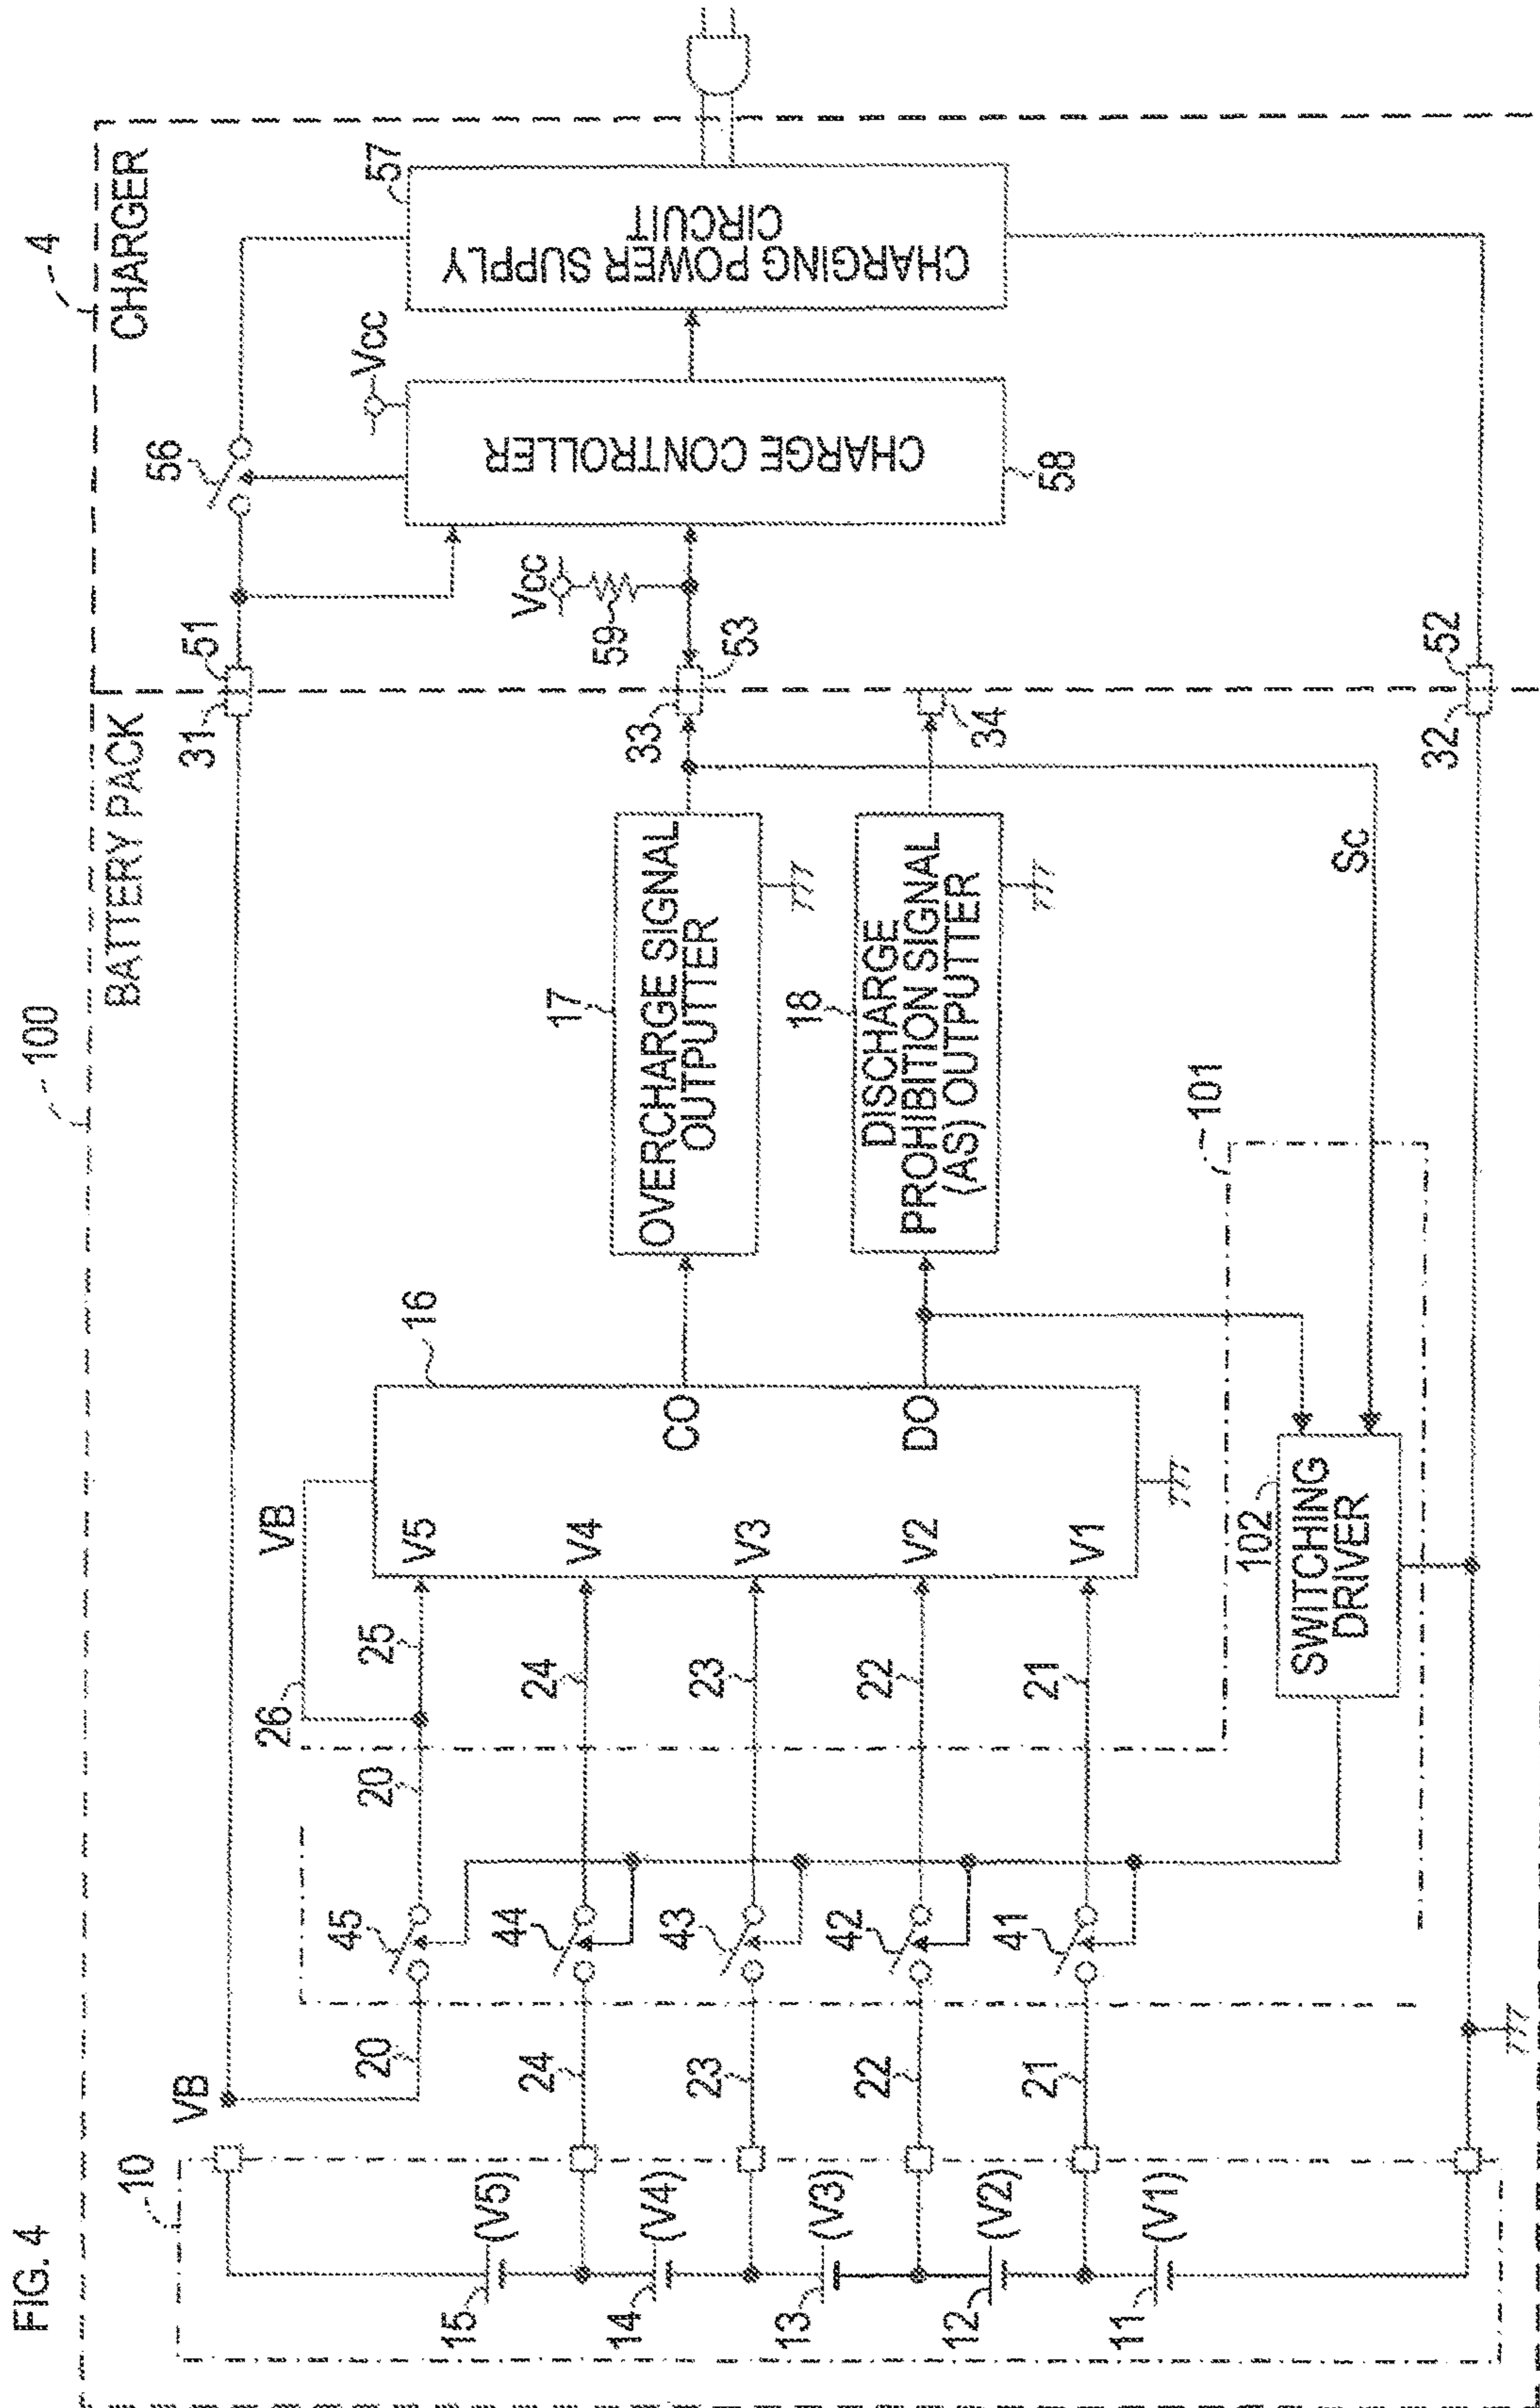 FIG. 4
100
4
BATTERY PACK
CHARGER
10
VB
31
51
56
57
VB
26
20
45
20
25
V5
16
Vcc
CHARGING POWER SUPPLY
CIRCUIT
15
(V5)
24
44
24
V4
17
OVERCHARGE SIGNAL
OUTPUTTER
Vcc
59
CHARGE CONTROLLER
58
14
(V4)
23
43
23
V3
CO
33
53
13
(V3)
22
42
22
V2
DO
18
DISCHARGE
PROHIBITION SIGNAL
(AS) OUTPUTTER
34
12
(V2)
21
41
21
V1
101
11
(V1)
102
SWITCHING
DRIVER
Sc
32
52